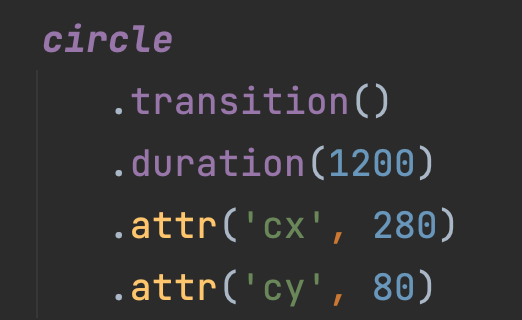 circle
.transition()
.duration(1200)
.attr('cx', 280)
.attr('cy', 80)